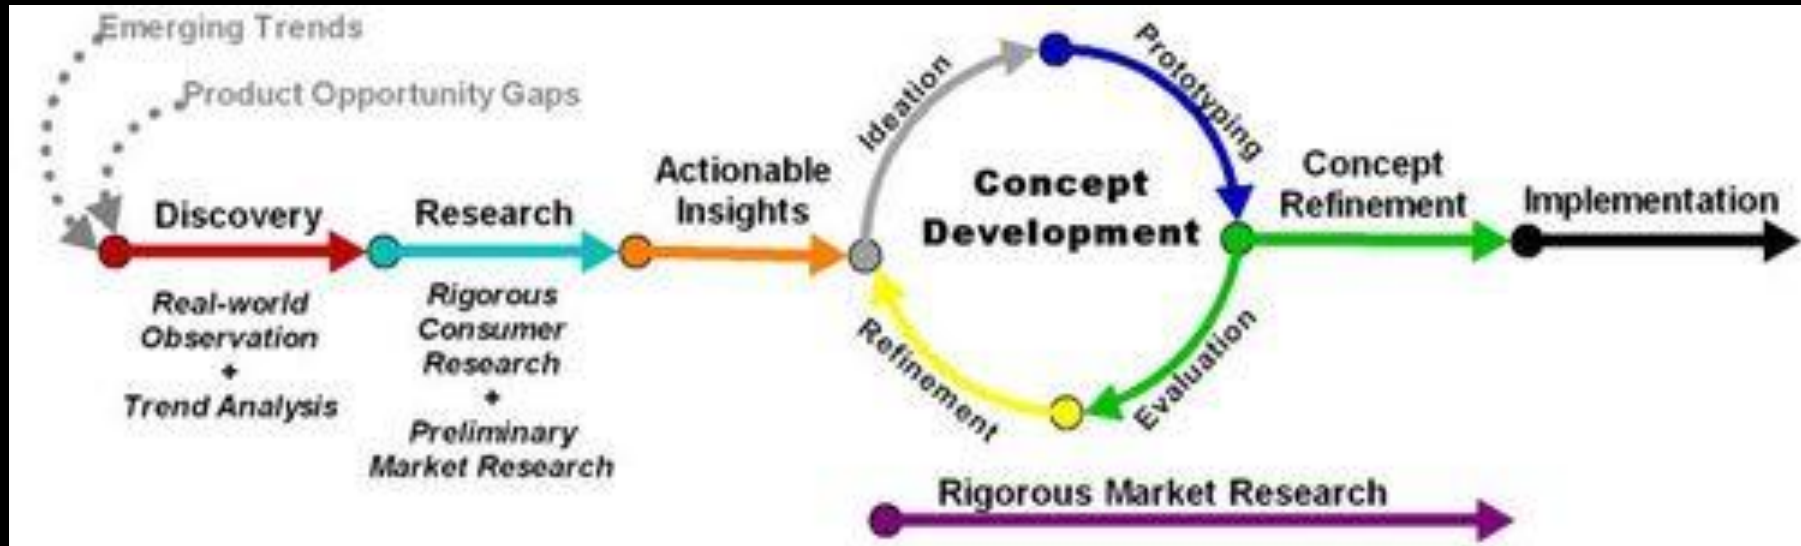 Emerging Trends
Product Opportunity Gaps
Discovery
Real-world
Observation
+
Trend Analysis
Research
Rigorous
Consumer
Research
+
Preliminary
Market Research
Actionable
Insights
Ideation
Prototyping
Evaluation
Refinement
Concept
Development
Concept
Refinement
Implementation
Rigorous Market Research